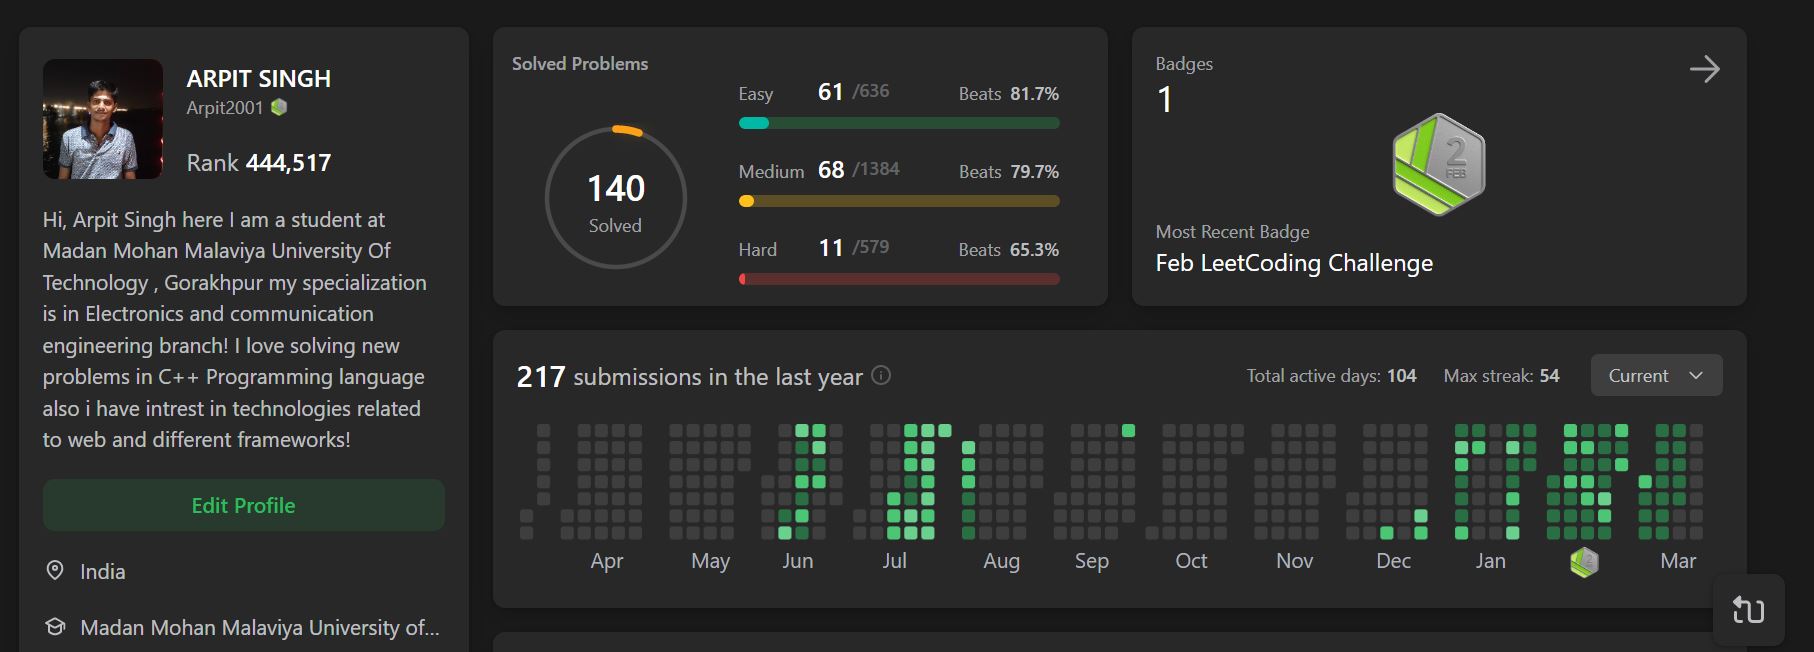 ARPIT SINGH
Arpit2001
Rank 444,517
Hi, Arpit Singh here I am a student at
Madan Mohan Malaviya University Of
Technology , Gorakhpur my specialization
is in Electronics and communication
engineering branch! I love solving new
problems in C++ Programming language
also i have intrest in technologies related
to web and different frameworks!
Edit Profile
India
Madan Mohan Malaviya University of...
Solved Problems
140
Solved
Easy 61 /636 Beats 81.7%
Medium 68 /1384 Beats 79.7%
Hard 11 /579 Beats 65.3%
Badges
1
2
FEB
Most Recent Badge
Feb LeetCoding Challenge
217 submissions in the last year
Total active days: 104 Max streak: 54 Current
Apr May Jun Jul Aug Sep Oct Nov Dec Jan 2 Mar